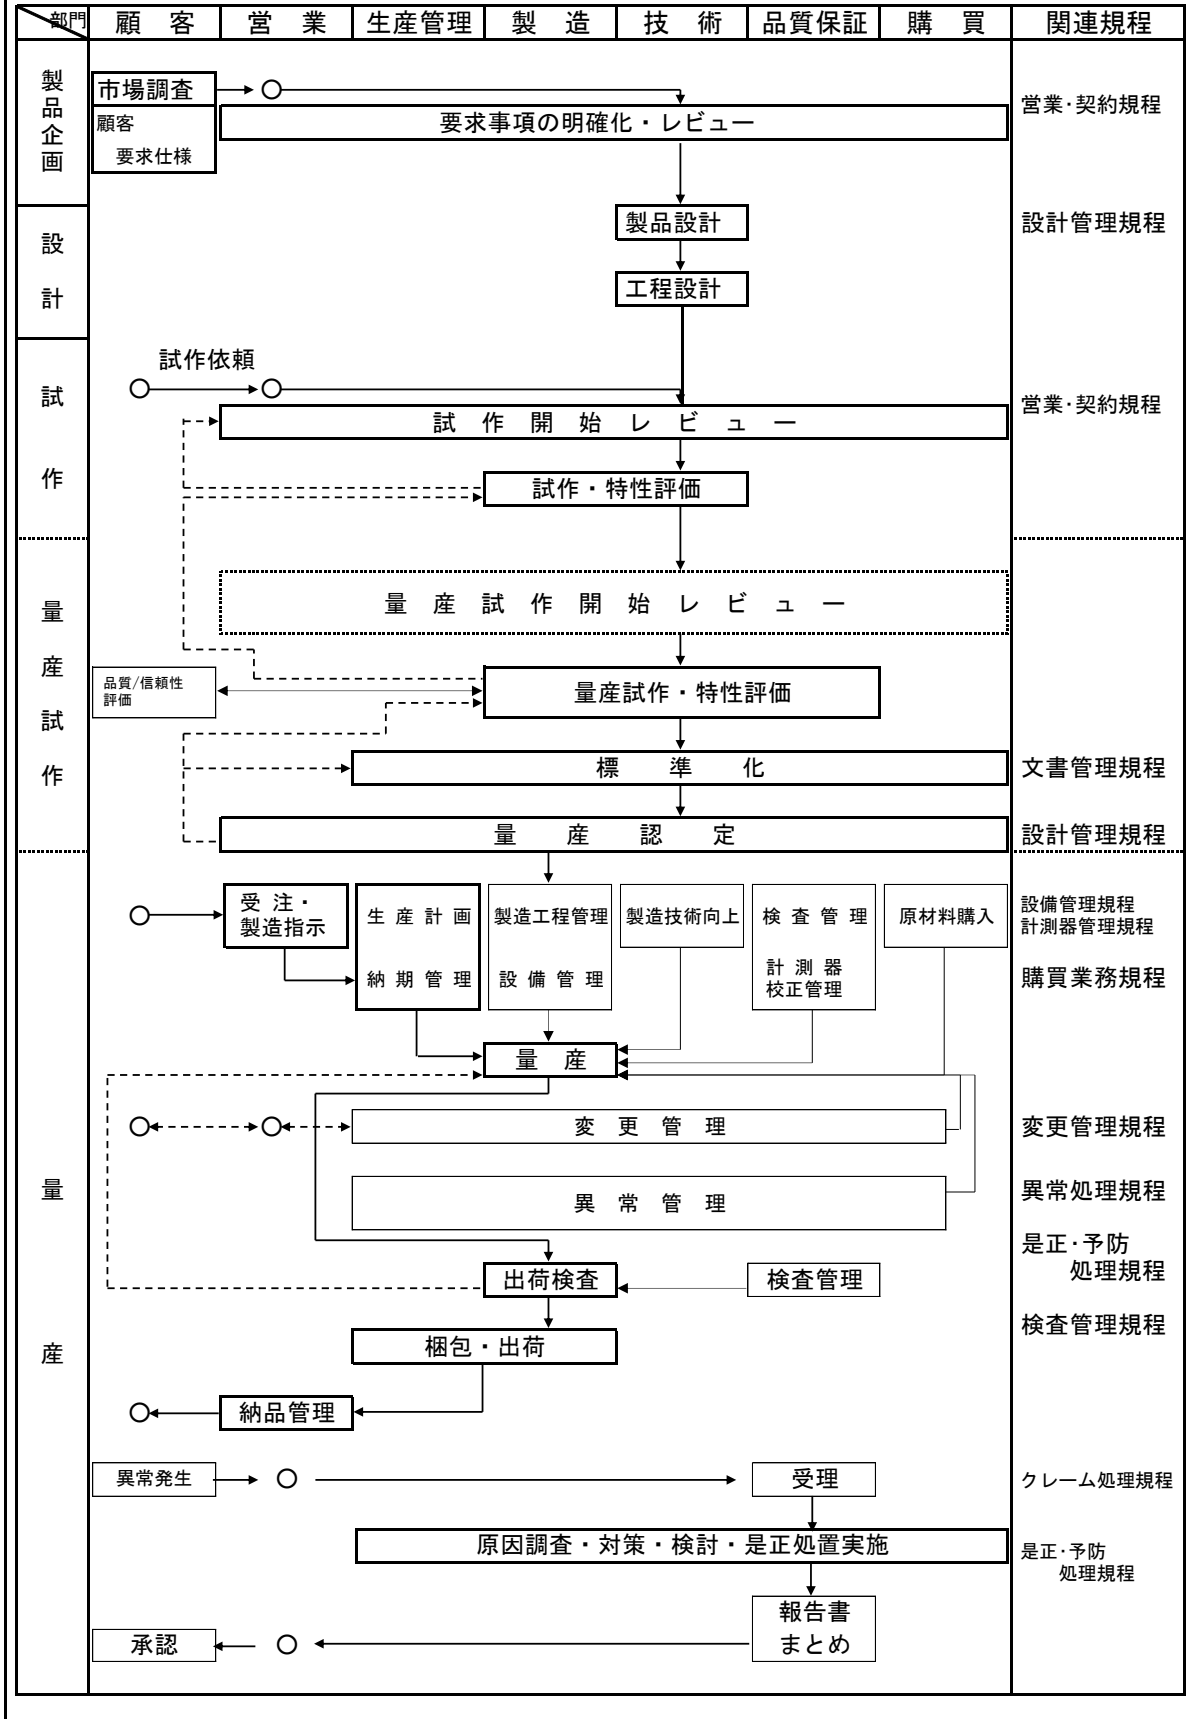 部門
顧客
営業
生産管理
製造
技術
品質保証
購買
関連規程
製品企画
市場調査
顧客
要求仕様
要求事項の明確化・レビュー
営業・契約規程
設計
製品設計
設計管理規程
工程設計
試作
試作依頼
試作開始レビュー
営業・契約規程
試作・特性評価
量産試作
量産試作開始レビュー
品質/信頼性
評価
量産試作・特性評価
標準化
文書管理規程
量産認定
設計管理規程
量産
受注・
製造指示
生産計画
納期管理
製造工程管理
設備管理
製造技術向上
検査管理
計測器
校正管理
原材料購入
設備管理規程
計測器管理規程
購買業務規程
量産
変更管理
変更管理規程
異常管理
異常処理規程
是正・予防
処理規程
出荷検査
検査管理
検査管理規程
梱包・出荷
納品管理
異常発生
受理
クレーム処理規程
原因調査・対策・検討・是正処置実施
是正・予防
処理規程
報告書
まとめ
承認